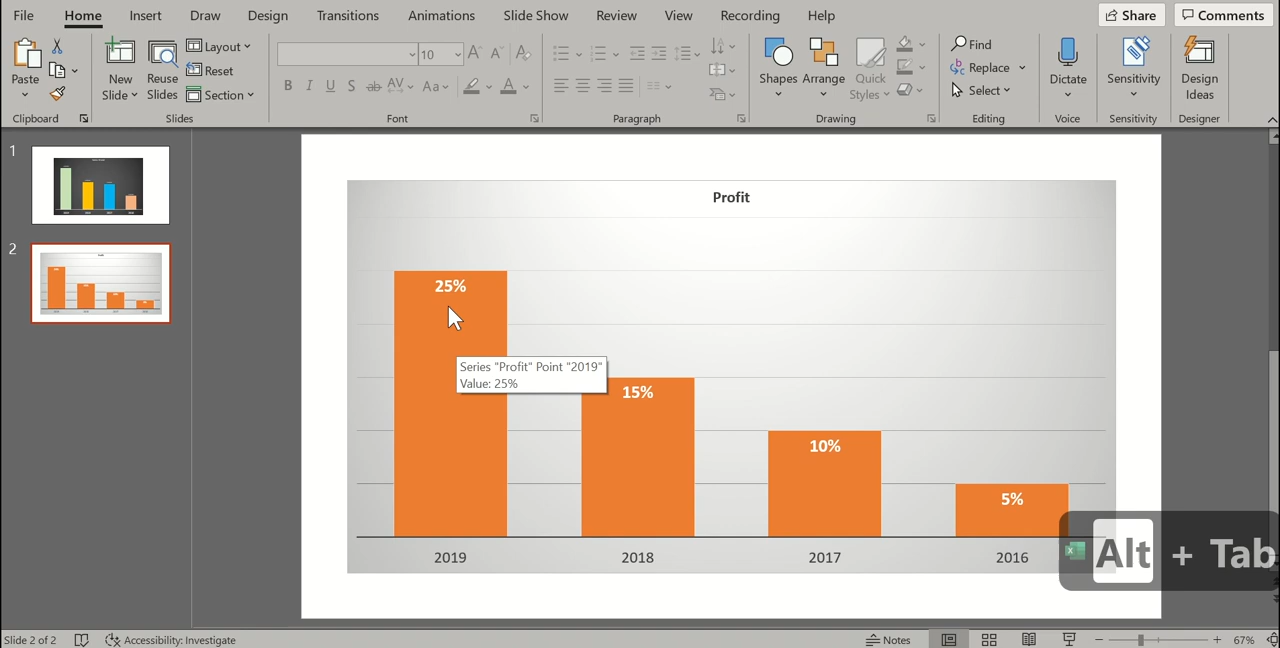 File Home Insert Draw Design Transitions Animations Slide Show Review View Recording Help Share Comments
10 Find
Layout
Reset
Section
Replace
Select
Paste New Slide Reuse Slides Shapes Arrange Quick Styles Dictate Sensitivity Design Ideas
B I U S ab AV Aa A
Clipboard Slides Font Paragraph Drawing Editing Voice Sensitivity Designer
1
2
Profit
25%
Series "Profit" Point "2019"
Value: 25%
15%
10%
5%
2019 2018 2017 2016
Alt + Tab
Slide 2 of 2 Accessibility: Investigate Notes 67%